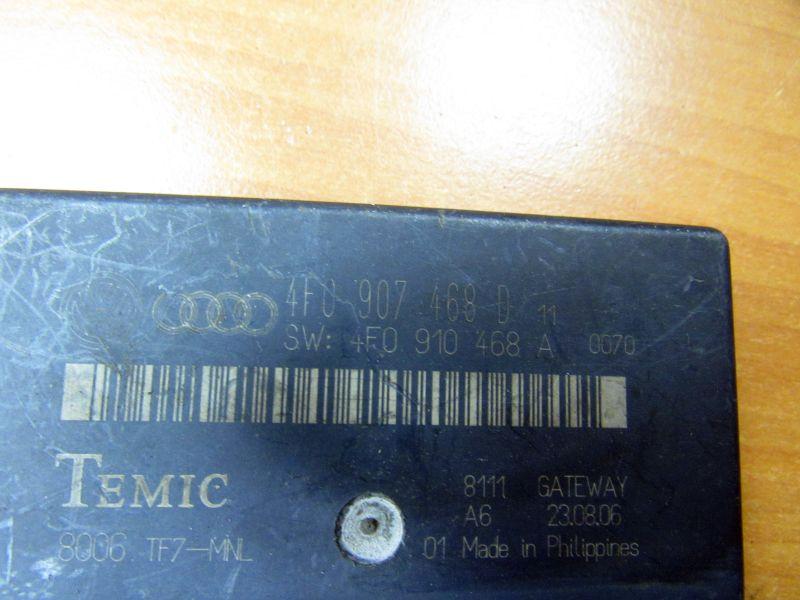 4F0 907 468 D 11
SW: 4F0 910 468 A 0070
TEMIC
8111 GATEWAY
A6 23.08.06
8006 TF7-MNL
01 Made in Philippines